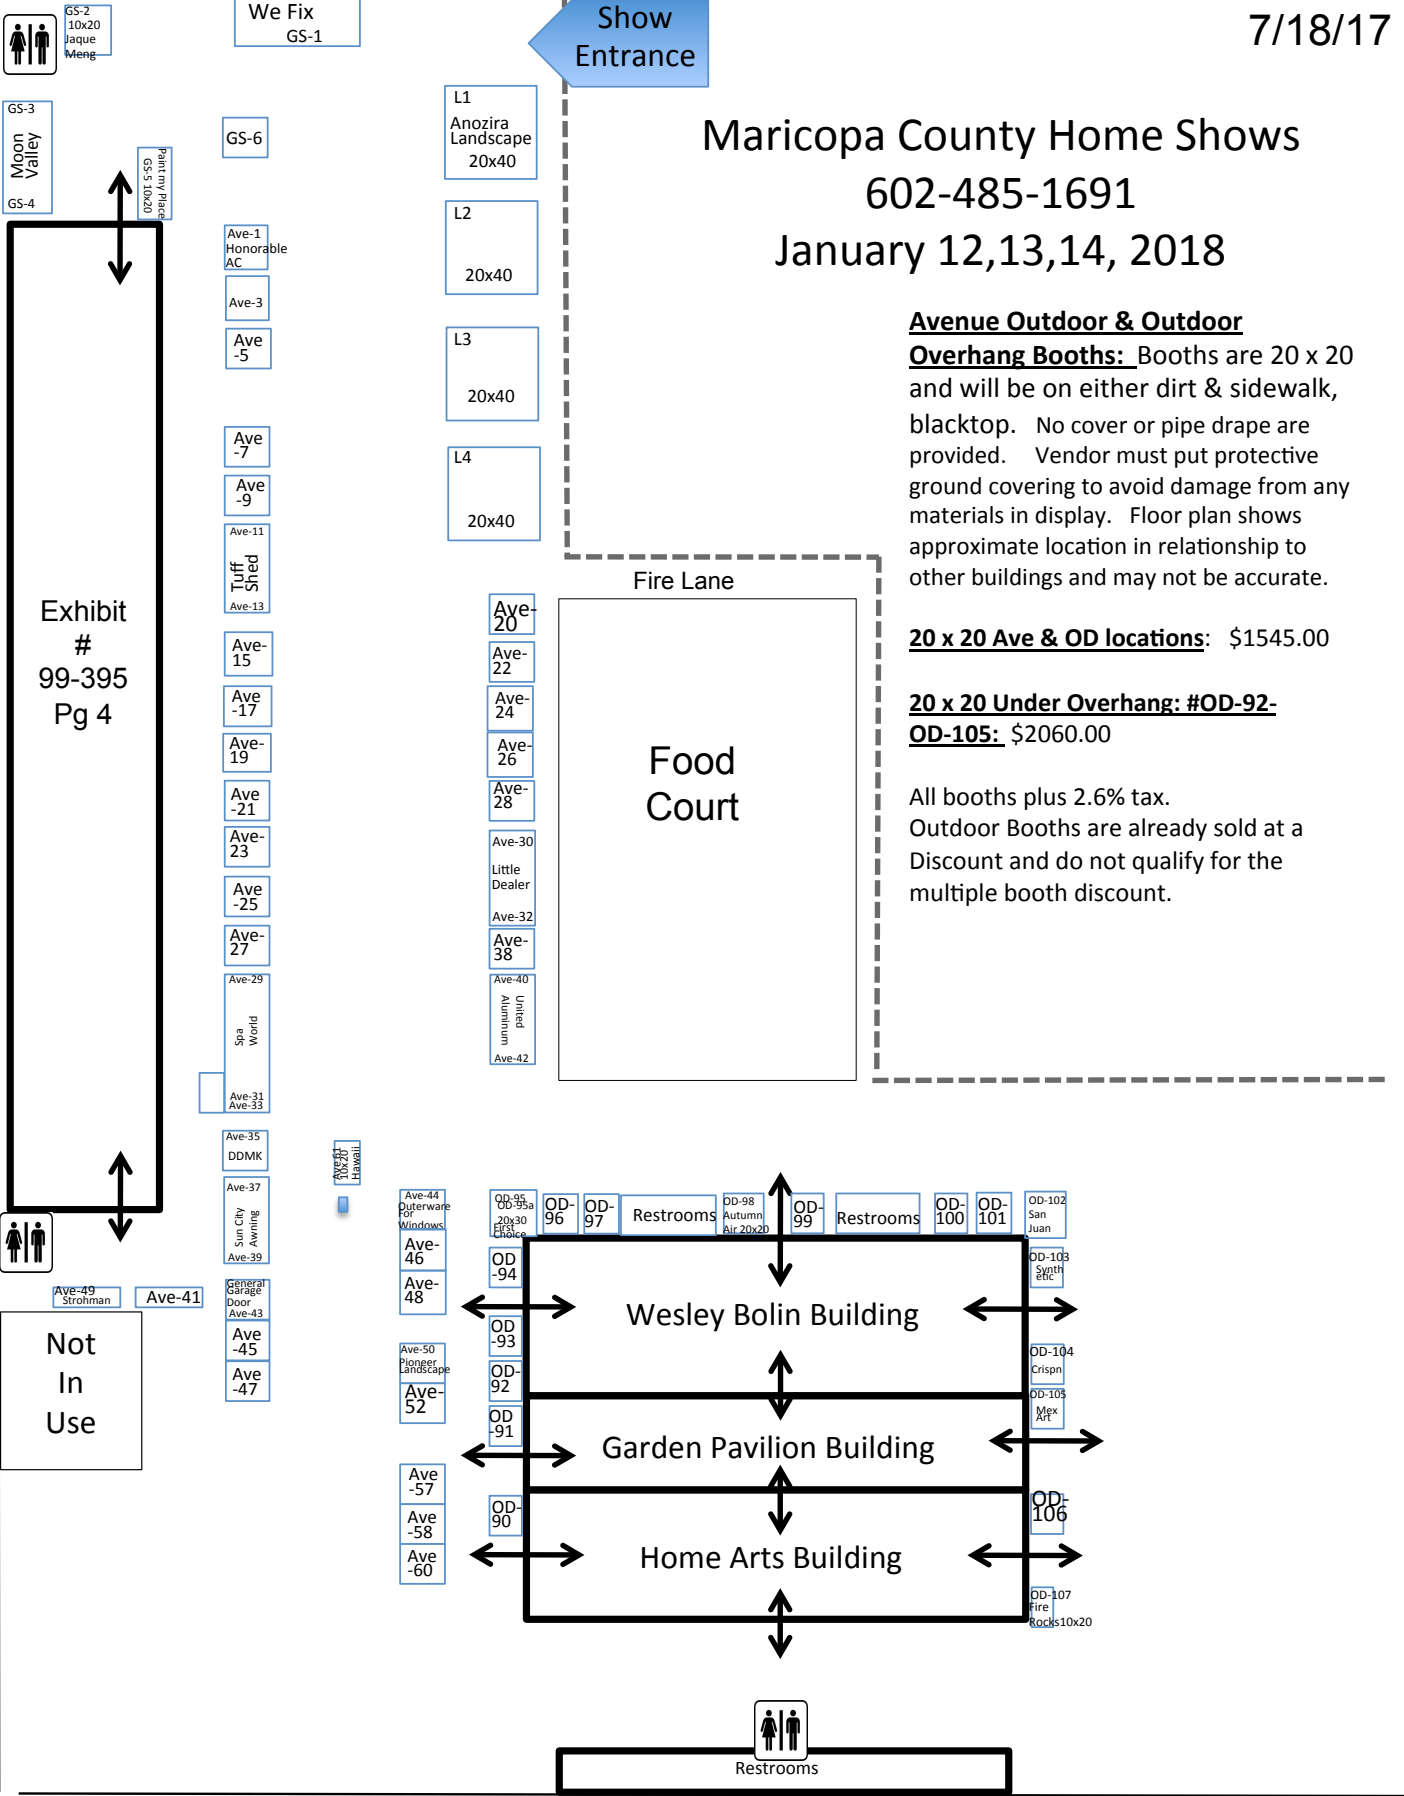 GS-2
10x20
Jaque
Meng
We Fix
GS-1
Show
Entrance
7/18/17
GS-3
Moon
Valley
GS-4
Paint my Place
GS-5 10x20
GS-6
L1
Anozira
Landscape
20x40
Maricopa County Home Shows
602-485-1691
January 12,13,14, 2018
L2
20x40
L3
20x40
L4
20x40
Avenue Outdoor & Outdoor
Overhang Booths: Booths are 20 x 20
and will be on either dirt & sidewalk,
blacktop. No cover or pipe drape are
provided. Vendor must put protective
ground covering to avoid damage from any
materials in display. Floor plan shows
approximate location in relationship to
other buildings and may not be accurate.
20 x 20 Ave & OD locations: $1545.00
20 x 20 Under Overhang: #OD-92-
OD-105: $2060.00
All booths plus 2.6% tax.
Outdoor Booths are already sold at a
Discount and do not qualify for the
multiple booth discount.
Exhibit
#
99-395
Pg 4
Ave-1
Honorable
AC
Ave-3
Ave
-5
Ave
-7
Ave
-9
Ave-11
Tuff
Shed
Ave-13
Ave-
15
Ave
-17
Ave-
19
Ave
-21
Ave-
23
Ave
-25
Ave-
27
Ave-29
Spa
World
Ave-31
Ave-33
Ave-35
DDMK
Ave-37
Sun City
Awning
Ave-39
General
Garage
Door
Ave-43
Ave
-45
Ave
-47
Ave-49
Strohman
Ave-41
Not
In
Use
Fire Lane
Food
Court
Ave-
20
Ave-
22
Ave-
24
Ave-
26
Ave-
28
Ave-30
Little
Dealer
Ave-32
Ave-
38
Ave-40
United
Aluminum
Ave-42
Ave-61
10x20
Hawaii
Ave-44
Outerware
For
Windows
Ave-
46
Ave-
48
Ave-50
Pioneer
Landscape
Ave-
52
Ave
-57
Ave
-58
Ave
-60
OD-95
OD-95a
20x30
First
Choice
OD-
96
OD-
97
Restrooms
OD-98
Autumn
Air 20x20
OD-
99
Restrooms
OD-
100
OD-
101
OD-102
San
Juan
OD
-94
OD
-93
OD-
92
OD
-91
OD-
90
Wesley Bolin Building
Garden Pavilion Building
Home Arts Building
OD-103
Synth
etic
OD-104
Crispn
OD-105
Mex
Art
OD-
106
OD-107
Fire
Rocks10x20
Restrooms